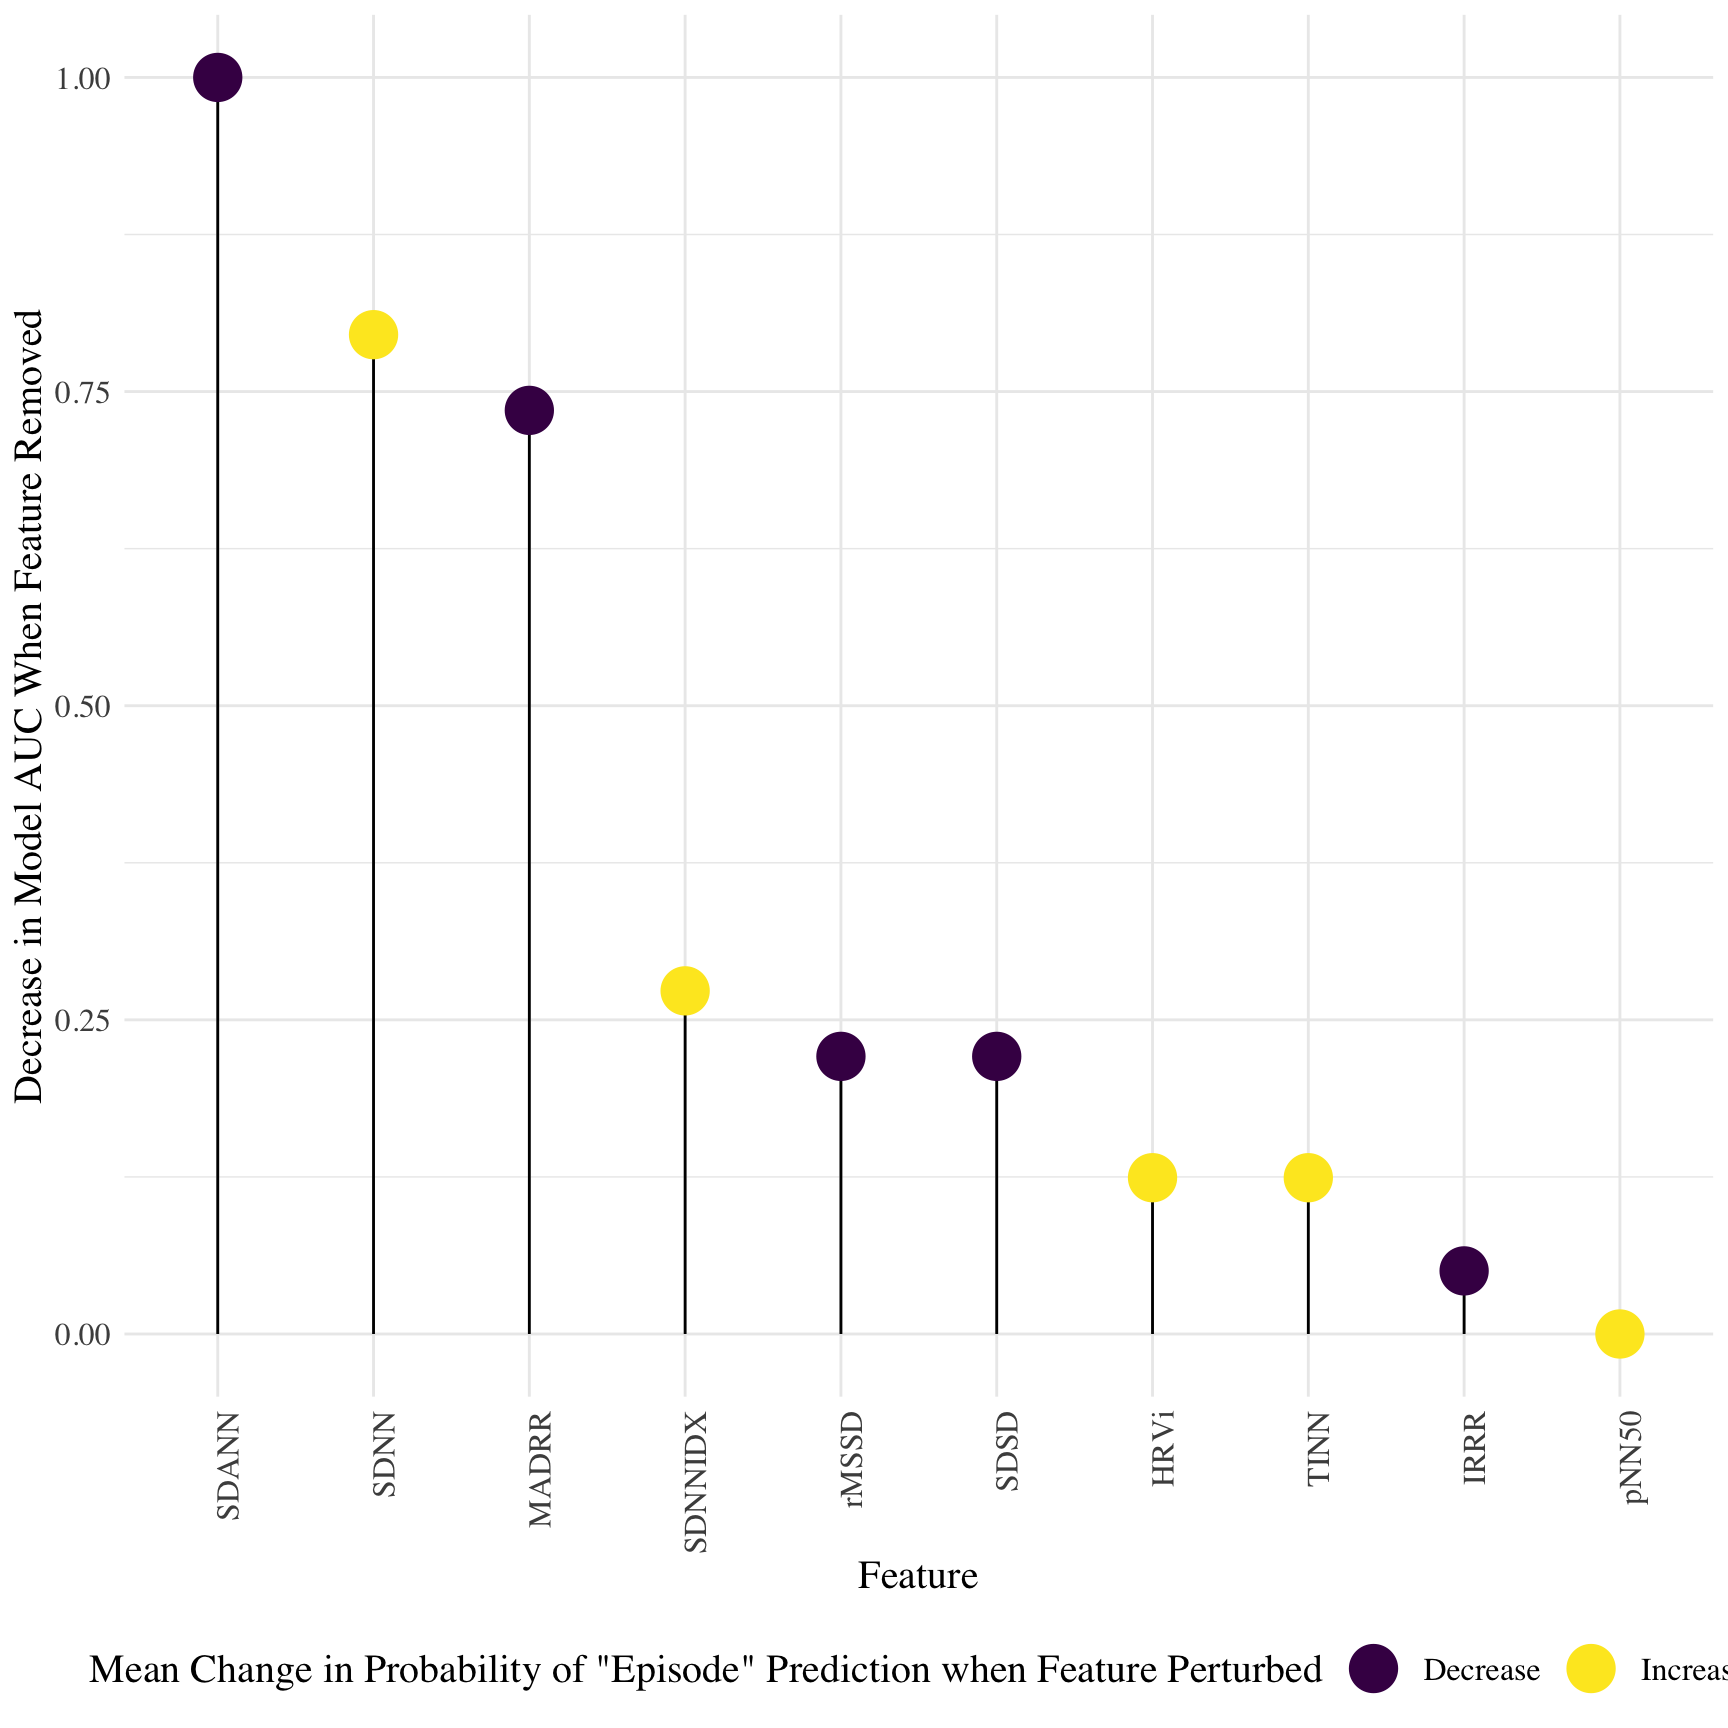 Decrease in Model AUC When Feature Removed
1.00
0.75
0.50
0.25
0.00
SDANN
SDNN
MADRR
SDNNIDX
rMSSD
SDSD
HRVi
TINN
IRRR
pNN50
Feature
Mean Change in Probability of "Episode" Prediction when Feature Perturbed Decrease Increas